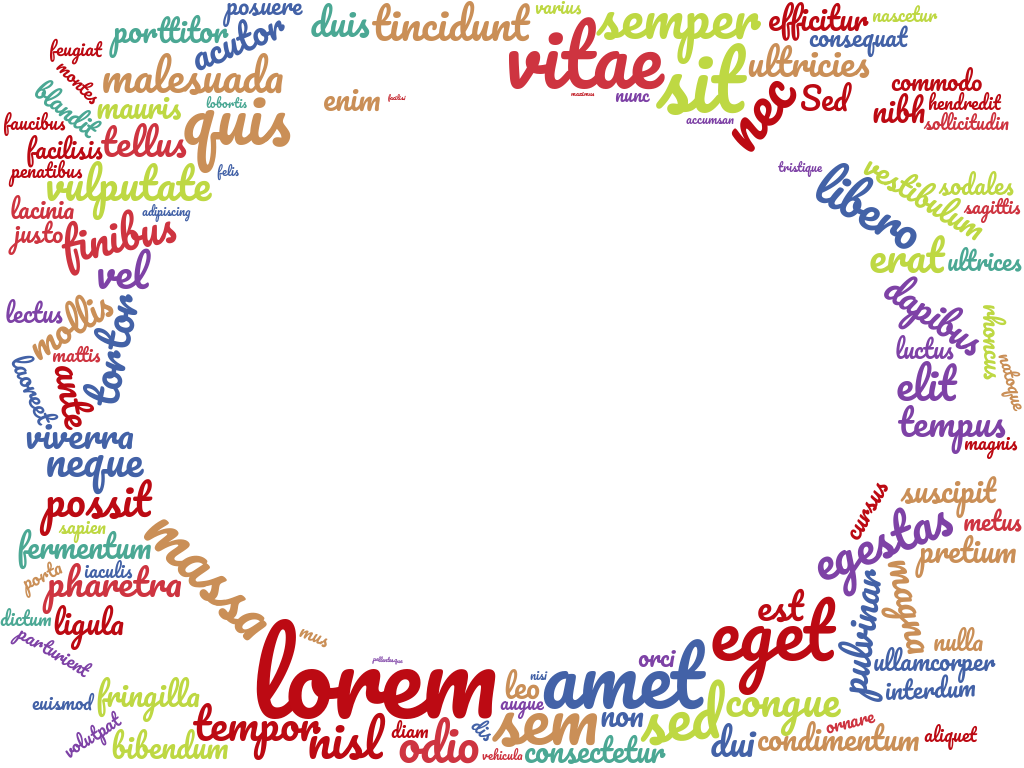 posuere
varius
porttitor
duis
tincidunt
semper
efficitur
nascetur
feugiat
acutor
consequat
vitae
ultricies
montes
malesuada
sit
commodo
blandit
mauris
lobortis
enim
facilisi
maximus
nunc
nec
Sed
nibh
hendredit
faucibus
quis
accumsan
sollicitudin
facilisis
tellus
penatibus
vulputate
felis
tristique
libero
vestibulum
sodales
lacinia
adipiscing
sagittis
justo
finibus
erat
ultrices
vel
dapibus
lectus
mollis
tortor
rhoncus
mattis
luctus
natoque
laoreet
ante
elit
viverra
tempus
magnis
neque
possit
cursus
suscipit
sapien
massa
egestas
metus
fermentum
pretium
porta
iaculis
pharetra
magna
pulvinar
dictum
ligula
est
parturient
mus
lorem
eget
nulla
pellentesque
orci
ullamcorper
nisi
amet
leo
interdum
euismod
fringilla
augue
congue
volutpat
tempor
diam
dis
sem
non
sed
ornare
bibendum
nisl
odio
vehicula
consectetur
dui
condimentum
aliquet